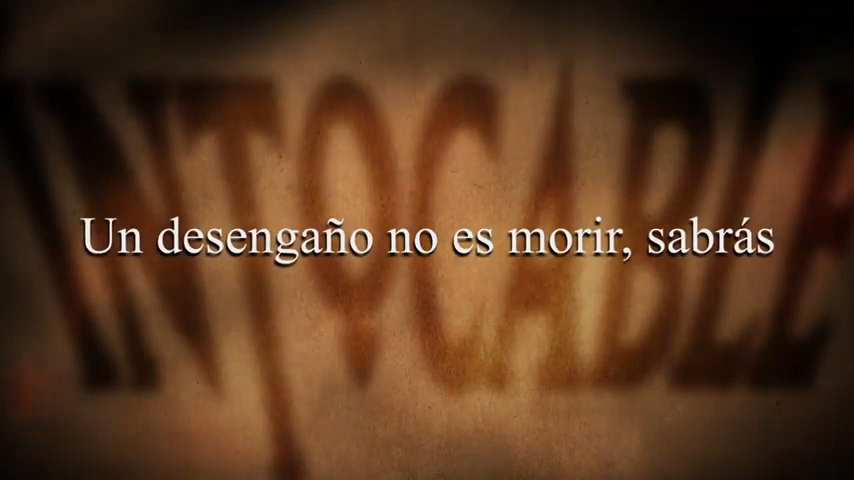 INTOCABLE
Un desengaño no es morir, sabrás